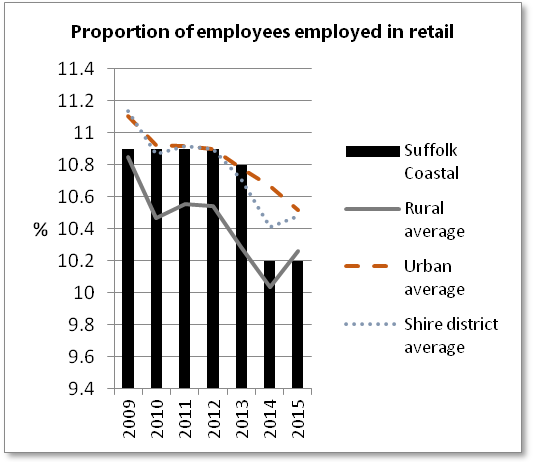 Proportion of employees employed in retail
11.4
11.2
11
10.8
10.6
10.4
10.2
10
9.8
9.6
9.4
%
2009
2010
2011
2012
2013
2014
2015
Suffolk
Coastal
Rural
average
Urban
average
Shire district
average